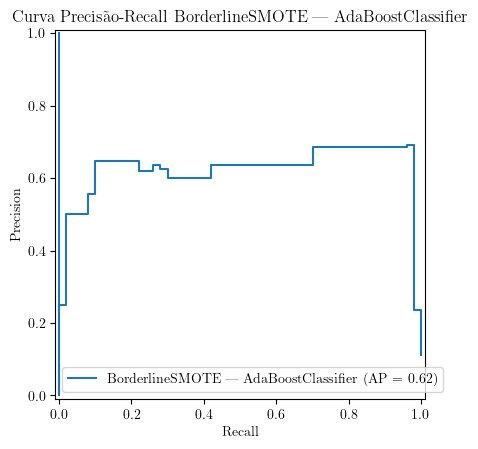 Curva Precisão-Recall BorderlineSMOTE — AdaBoostClassifier
1.0
0.8
0.6
0.4
0.2
0.0
Precision
BorderlineSMOTE — AdaBoostClassifier (AP = 0.62)
0.0 0.2 0.4 0.6 0.8 1.0
Recall